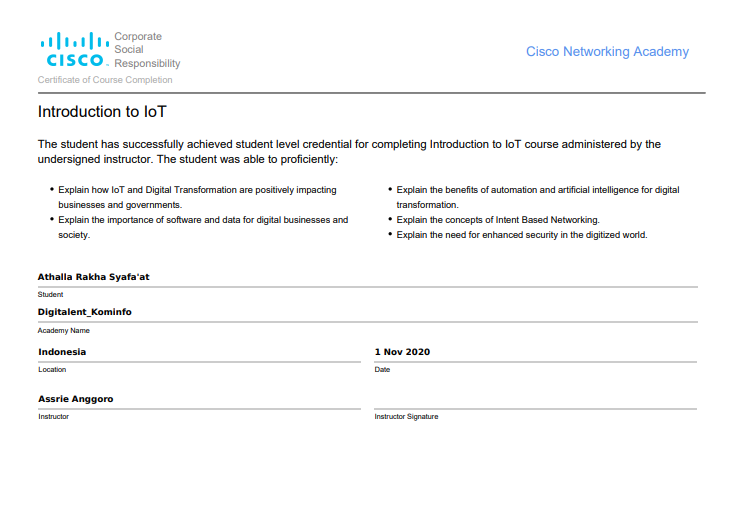 Corporate
Social
Responsibility
CISCO.
Cisco Networking Academy
Certificate of Course Completion
Introduction to IoT
The student has successfully achieved student level credential for completing Introduction to IoT course administered by the
undersigned instructor. The student was able to proficiently:
• Explain how IoT and Digital Transformation are positively impacting
businesses and governments.
• Explain the importance of software and data for digital businesses and
society.
• Explain the benefits of automation and artificial intelligence for digital
transformation.
• Explain the concepts of Intent Based Networking.
• Explain the need for enhanced security in the digitized world.
Athalla Rakha Syafa'at
Student
Digitalent_Kominfo
Academy Name
Indonesia
Location
1 Nov 2020
Date
Assrie Anggoro
Instructor
Instructor Signature